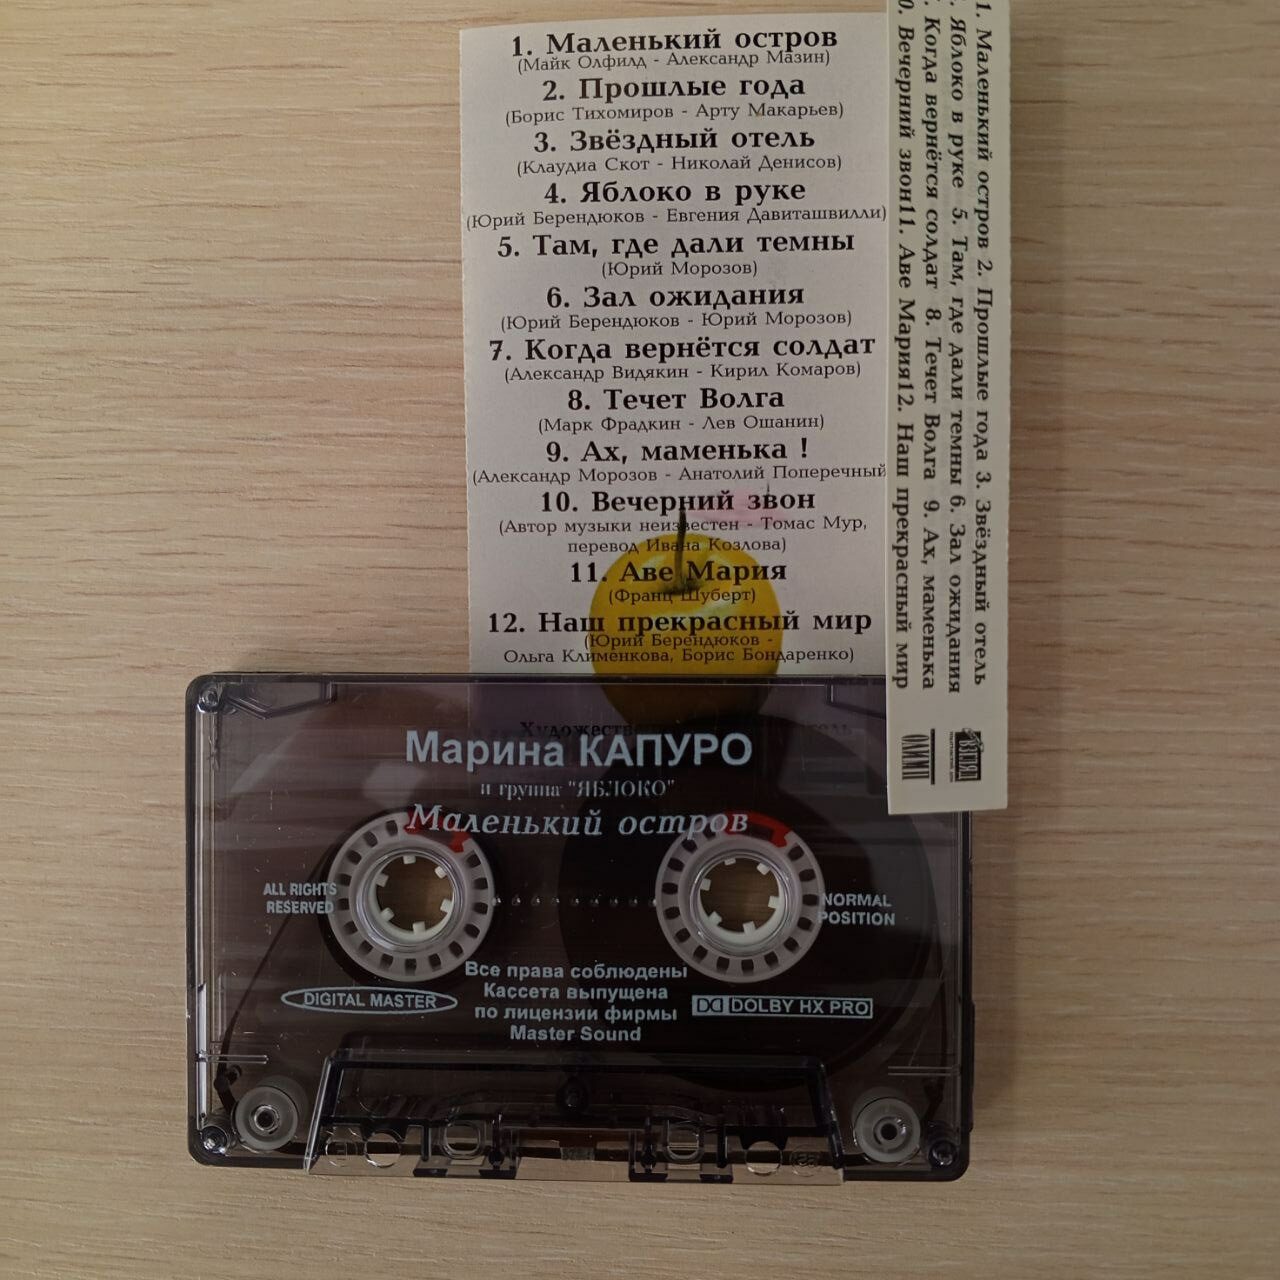 1. Маленький остров
(Майк Олфилд - Александр Мазин)
2. Прошлые года
(Борис Тихомиров - Арту Макарьев)
3. Звёздный отель
(Клаудиа Скот - Николай Денисов)
4. Яблоко в руке
(Юрий Берендюков - Евгения Давиташвилли)
5. Там, где дали темны
(Юрий Морозов)
6. Зал ожидания
(Юрий Берендюков - Юрий Морозов)
7. Когда вернётся солдат
(Александр Видякин - Кирил Комаров)
8. Течет Волга
(Марк Фрадкин - Лев Ошанин)
9. Ах, маменька !
(Александр Морозов - Анатолий Поперечный
10. Вечерний звон
(Автор музыки неизвестен - Томас Мур,
перевод Ивана Козлова)
11. Аве Мария
(Франц Шуберт)
12. Наш прекрасный мир
(Юрий Берендюков -
Ольга Клименкова, Борис Бондаренко)
1. Маленький остров 2. Прошлые года 3. Звёздный отель
. Яблоко в руке 5. Там, где дали темны 6. Зал ожидания
. Когда вернётся солдат 8. Течет Волга 9. Ах, маменька
0. Вечерний звон11. Аве Мария12. Наш прекрасный мир
ВЗГЛЯД
ОЛИМП
Марина КАПУРО
и группа "ЯБЛОКО"
Маленький остров
ALL RIGHTS
RESERVED
NORMAL
POSITION
Все права соблюдены
Кассета выпущена
по лицензии фирмы
Master Sound
DIGITAL MASTER
DOLBY HX PRO